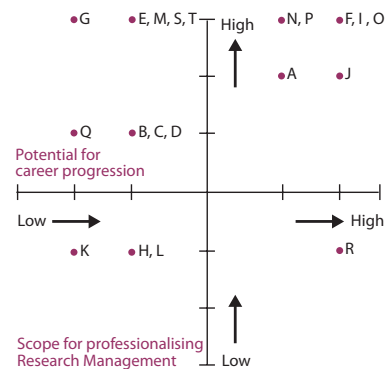 G
E, M, S, T
High
N, P
F, I , O
A
J
Q
B, C, D
Potential for
career progression
Low
High
K
H, L
R
Scope for professionalising
Research Management
Low